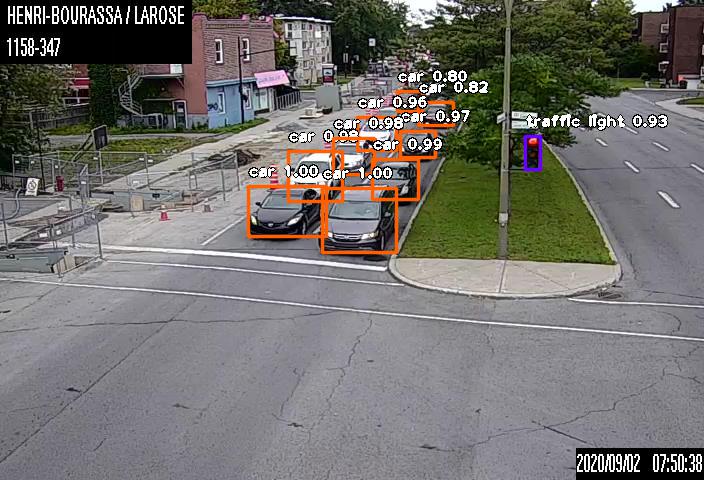 HENRI-BOURASSA / LAROSE
1158-347
car 0.80
car 0.82
car 0.96
car 0.97
car 0.98
car 0.98
car 0.99
car 1.00
car 1.00
traffic light 0.93
2020/09/02 07:50:38